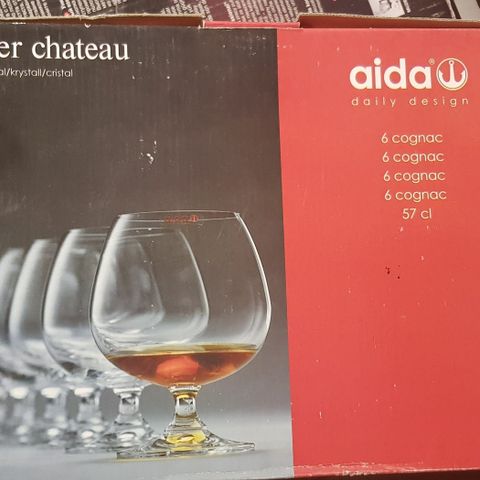 er chateau
al/krystall/cristal
aida®
daily design
6 cognac
6 cognac
6 cognac
6 cognac
57 cl